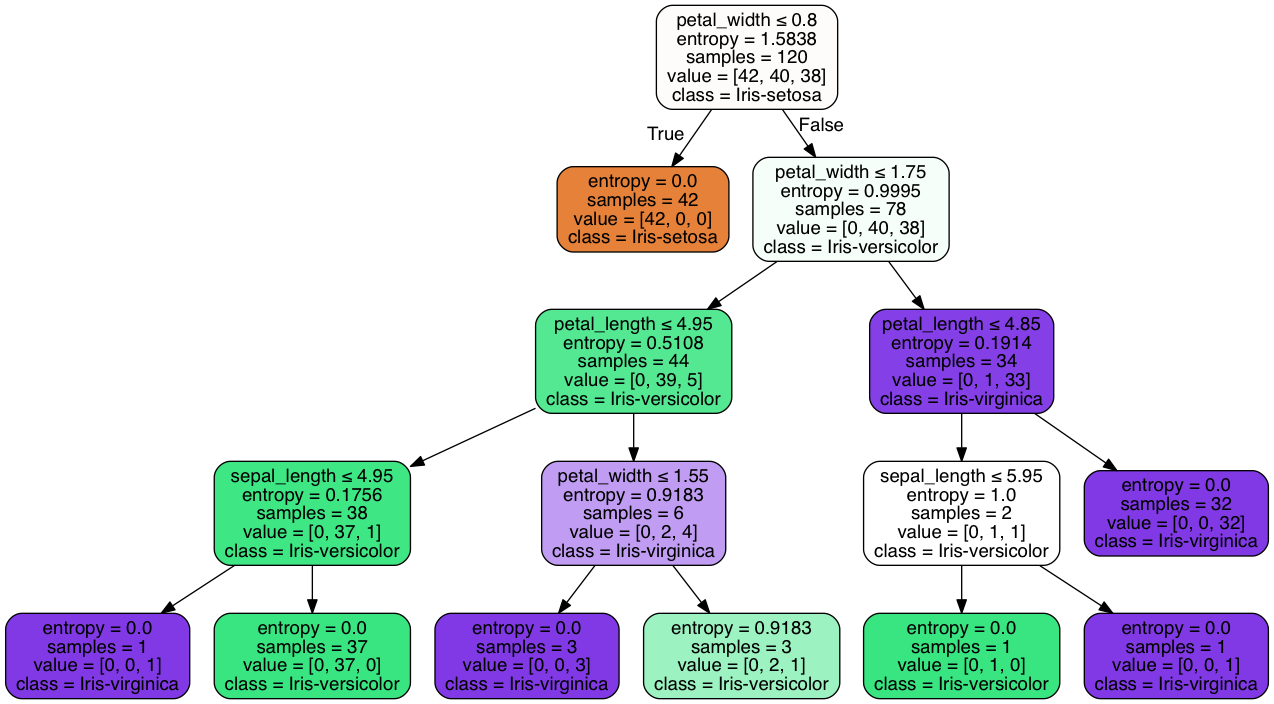 petal_width ≤ 0.8
entropy = 1.5838
samples = 120
value = [42, 40, 38]
class = Iris-setosa
True
False
entropy = 0.0
samples = 42
value = [42, 0, 0]
class = Iris-setosa
petal_width ≤ 1.75
entropy = 0.9995
samples = 78
value = [0, 40, 38]
class = Iris-versicolor
petal_length ≤ 4.95
entropy = 0.5108
samples = 44
value = [0, 39, 5]
class = Iris-versicolor
petal_length ≤ 4.85
entropy = 0.1914
samples = 34
value = [0, 1, 33]
class = Iris-virginica
sepal_length ≤ 4.95
entropy = 0.1756
samples = 38
value = [0, 37, 1]
class = Iris-versicolor
petal_width ≤ 1.55
entropy = 0.9183
samples = 6
value = [0, 2, 4]
class = Iris-virginica
sepal_length ≤ 5.95
entropy = 1.0
samples = 2
value = [0, 1, 1]
class = Iris-versicolor
entropy = 0.0
samples = 32
value = [0, 0, 32]
class = Iris-virginica
entropy = 0.0
samples = 1
value = [0, 0, 1]
class = Iris-virginica
entropy = 0.0
samples = 37
value = [0, 37, 0]
class = Iris-versicolor
entropy = 0.0
samples = 3
value = [0, 0, 3]
class = Iris-virginica
entropy = 0.9183
samples = 3
value = [0, 2, 1]
class = Iris-versicolor
entropy = 0.0
samples = 1
value = [0, 1, 0]
class = Iris-versicolor
entropy = 0.0
samples = 1
value = [0, 0, 1]
class = Iris-virginica